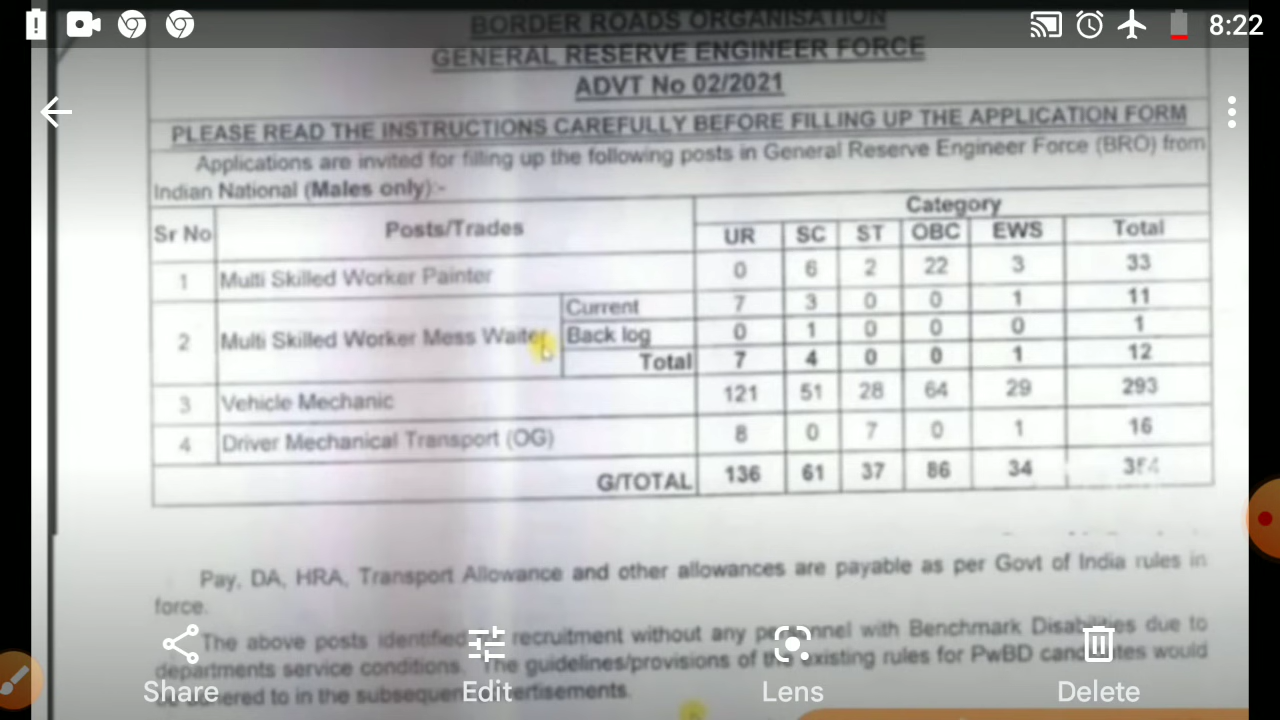 8:22
BORDER ROADS ORGANISATION
GENERAL RESERVE ENGINEER FORCE
ADVT No 02/2021
PLEASE READ THE INSTRUCTIONS CAREFULLY BEFORE FILLING UP THE APPLICATION FORM
Applications are invited for filling up the following posts in General Reserve Engineer Force (BRO) from
Indian National (Males only):-
Sr No Posts/Trades Category
UR SC ST OBC EWS Total
1 Multi Skilled Worker Painter 0 6 2 22 3 33
2 Multi Skilled Worker Mess Waiter Current 7 3 0 0 1 11
Back log 0 1 0 0 0 1
Total 7 4 0 0 1 12
3 Vehicle Mechanic 121 51 28 64 29 293
4 Driver Mechanical Transport (OG) 8 0 7 0 1 16
G/TOTAL 136 61 37 86 34 354
Pay, DA, HRA, Transport Allowance and other allowances are payable as per Govt of India rules in
force.
The above posts identified recruitment without any personnel with Benchmark Disabilities due to
departments service conditions. The guidelines/provisions of the existing rules for PwBD candidates would
to in the subsequent advertisements.
Share Edit Lens Delete